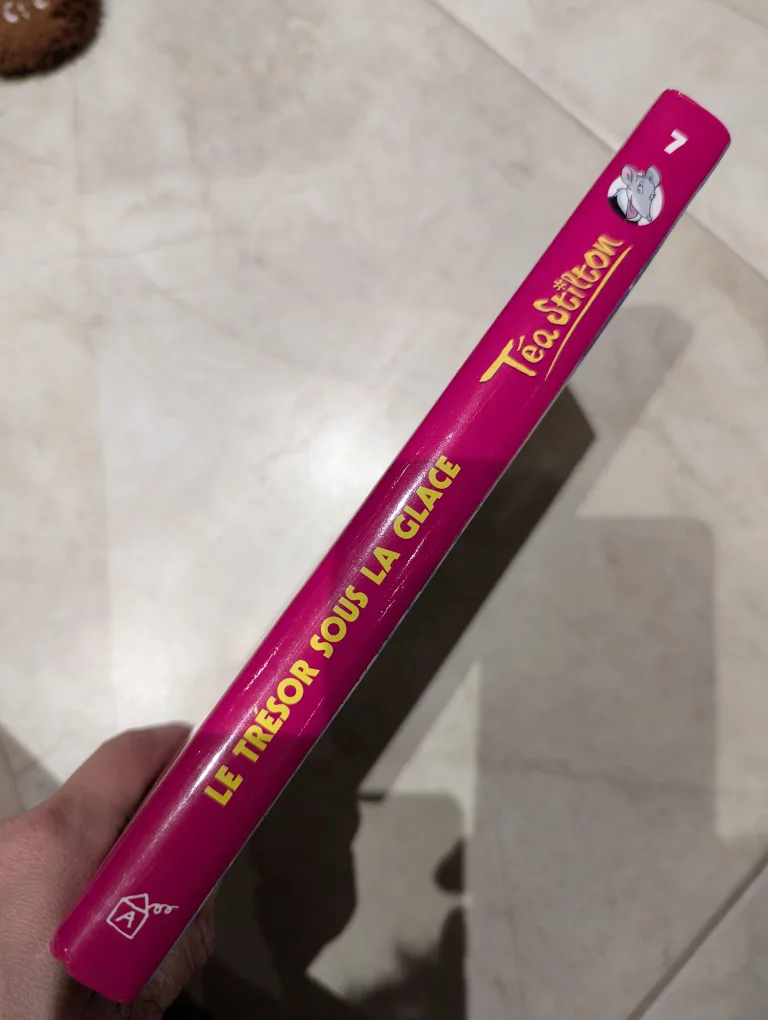 LE TRÉSOR SOUS LA GLACE
Téa Stilton
7
A